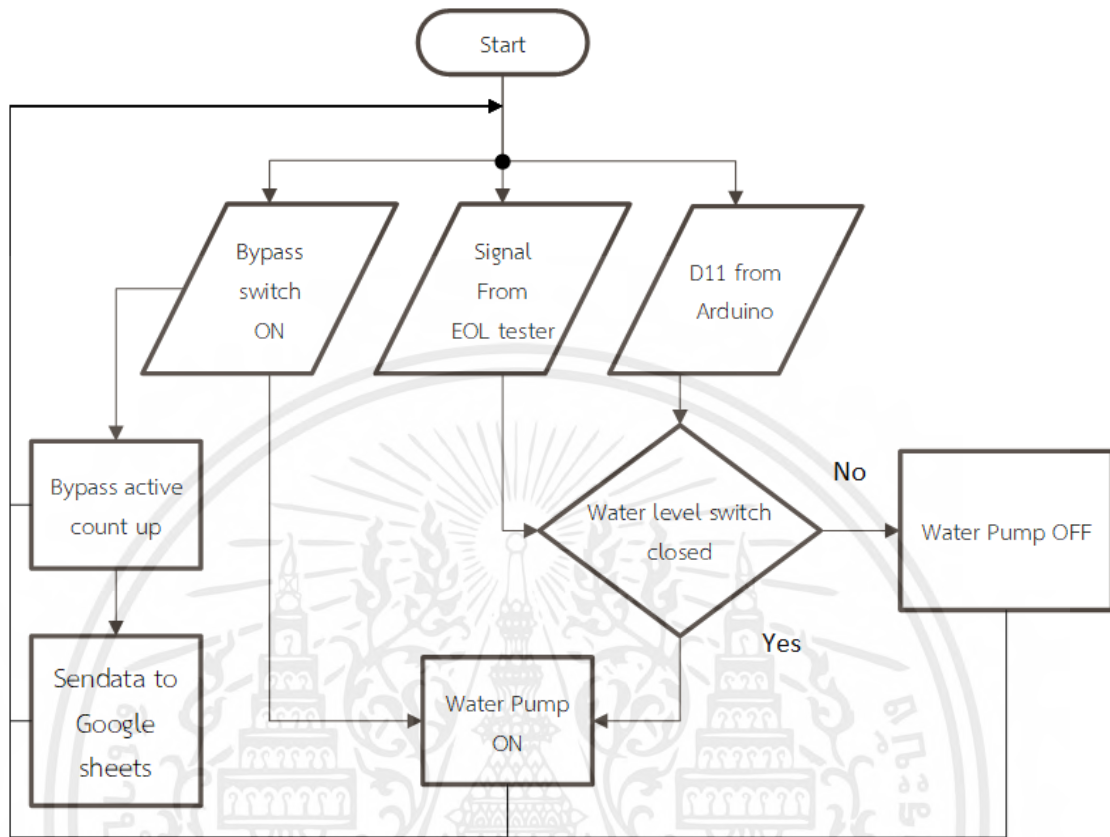 Start
Bypass
switch
ON
Signal
From
EOL tester
D11 from
Arduino
Bypass active
count up
Water level switch
closed
No
Water Pump OFF
Yes
Sendata to
Google
sheets
Water Pump
ON